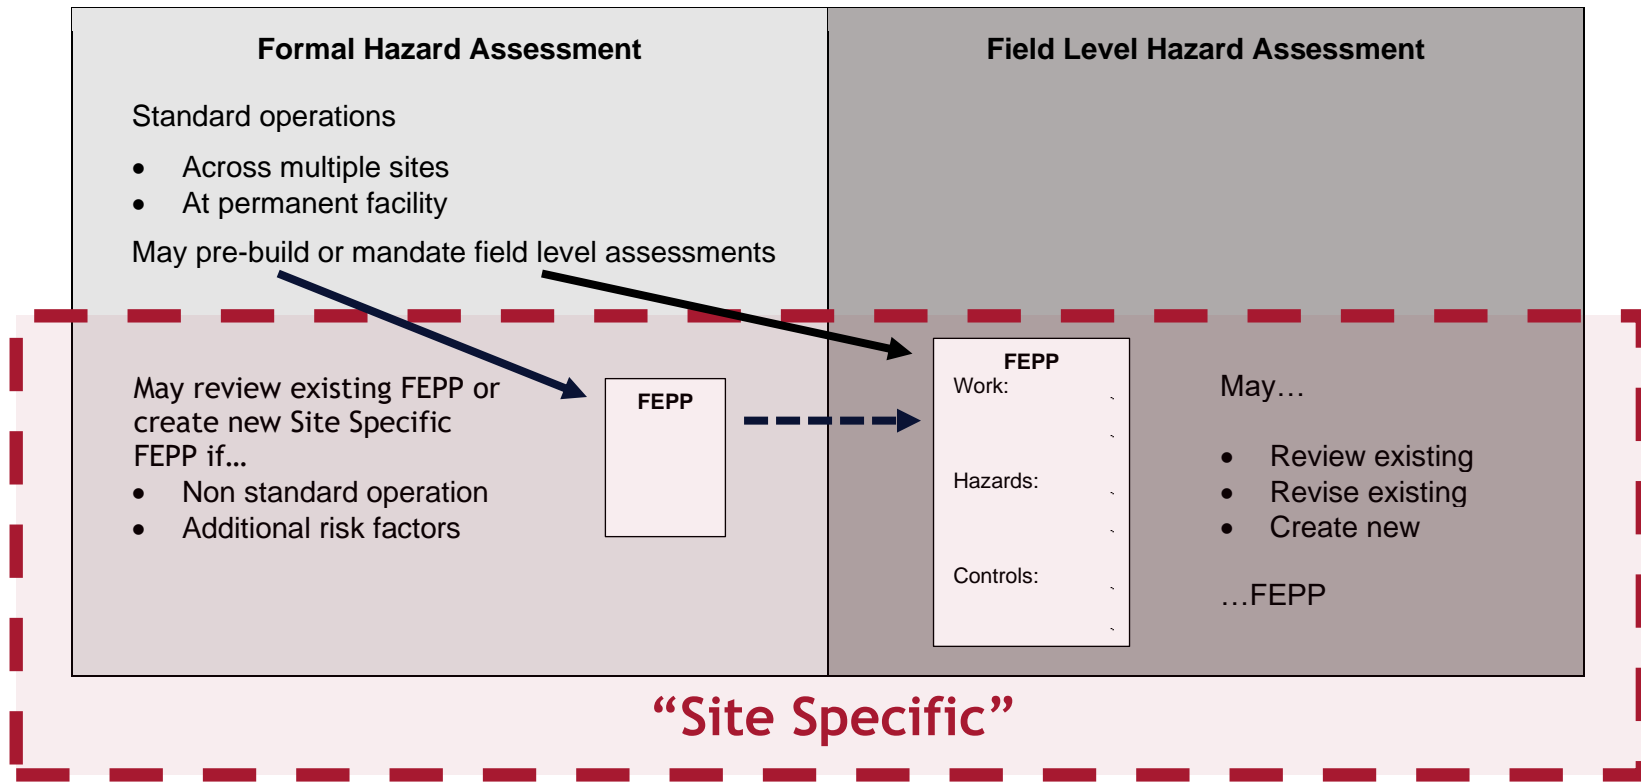 Formal Hazard Assessment
Standard operations
• Across multiple sites
• At permanent facility
May pre-build or mandate field level assessments
Field Level Hazard Assessment
May review existing FEPP or
create new Site Specific
FEPP if…
• Non standard operation
• Additional risk factors
FEPP
FEPP
Work:
Hazards:
Controls:
May…
• Review existing
• Revise existing
• Create new
…FEPP
“Site Specific”